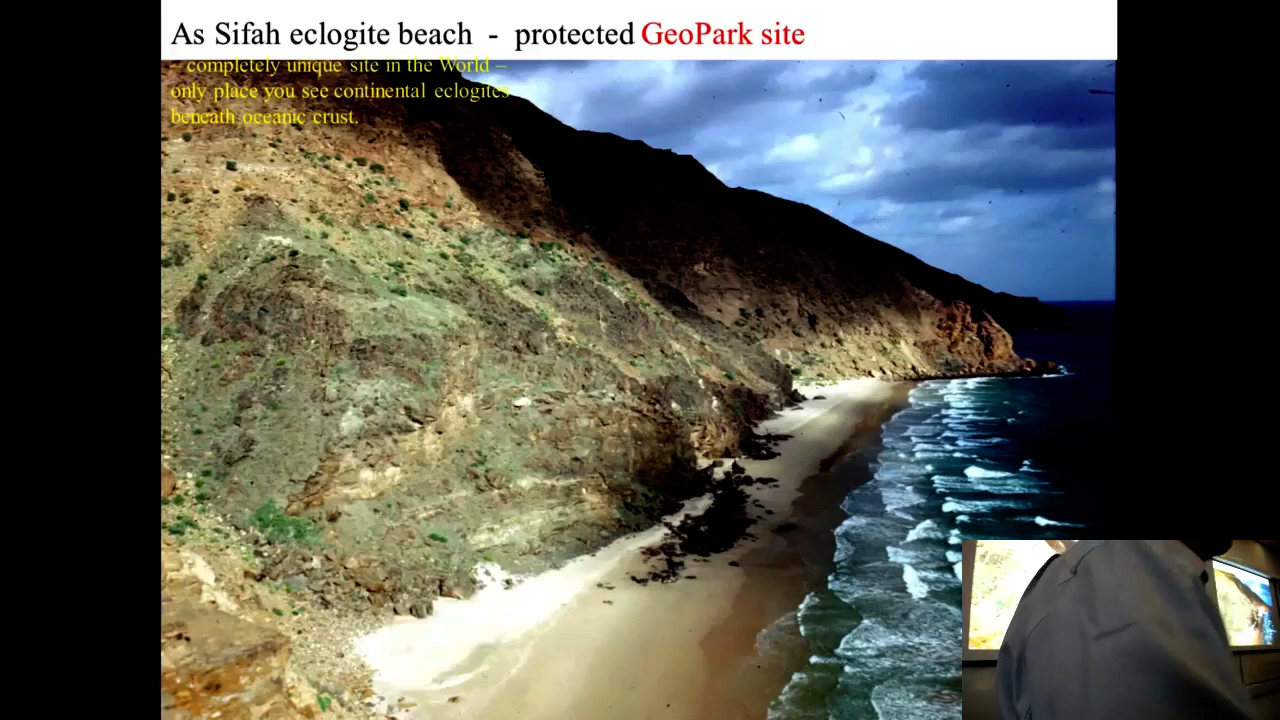 As Sifah eclogite beach - protected GeoPark site
– completely unique site in the World –
only place you see continental eclogites
beneath oceanic crust.